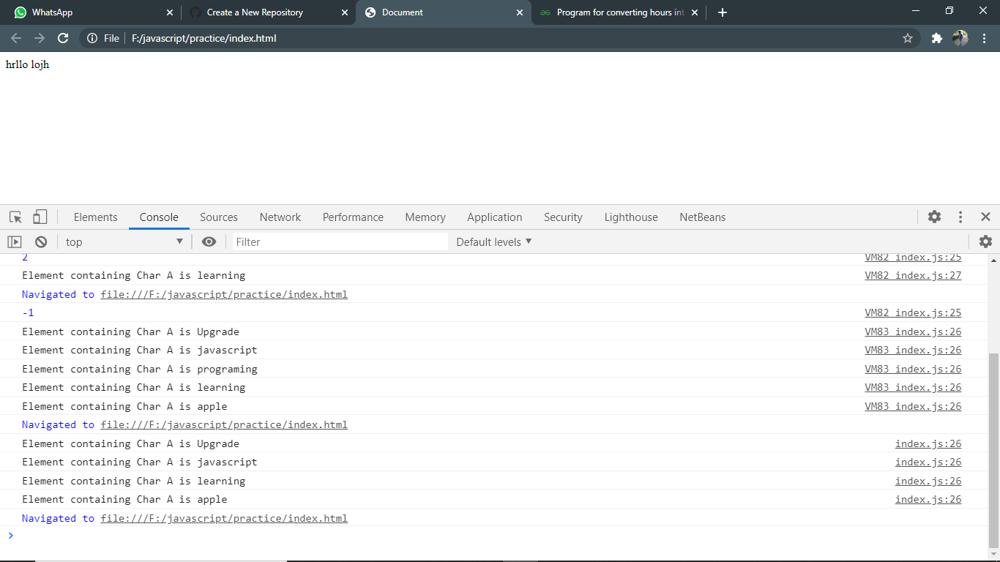 WhatsApp Create a New Repository Document Program for converting hours int
File F:/javascript/practice/index.html
hrllo lojh
Elements Console Sources Network Performance Memory Application Security Lighthouse NetBeans
top Filter Default levels
2 VM82 index.js:25
Element containing Char A is learning VM82 index.js:27
Navigated to file:///F:/javascript/practice/index.html
-1 VM82 index.js:25
Element containing Char A is Upgrade VM83 index.js:26
Element containing Char A is javascript VM83 index.js:26
Element containing Char A is programing VM83 index.js:26
Element containing Char A is learning VM83 index.js:26
Element containing Char A is apple VM83 index.js:26
Navigated to file:///F:/javascript/practice/index.html
Element containing Char A is Upgrade index.js:26
Element containing Char A is javascript index.js:26
Element containing Char A is learning index.js:26
Element containing Char A is apple index.js:26
Navigated to file:///F:/javascript/practice/index.html